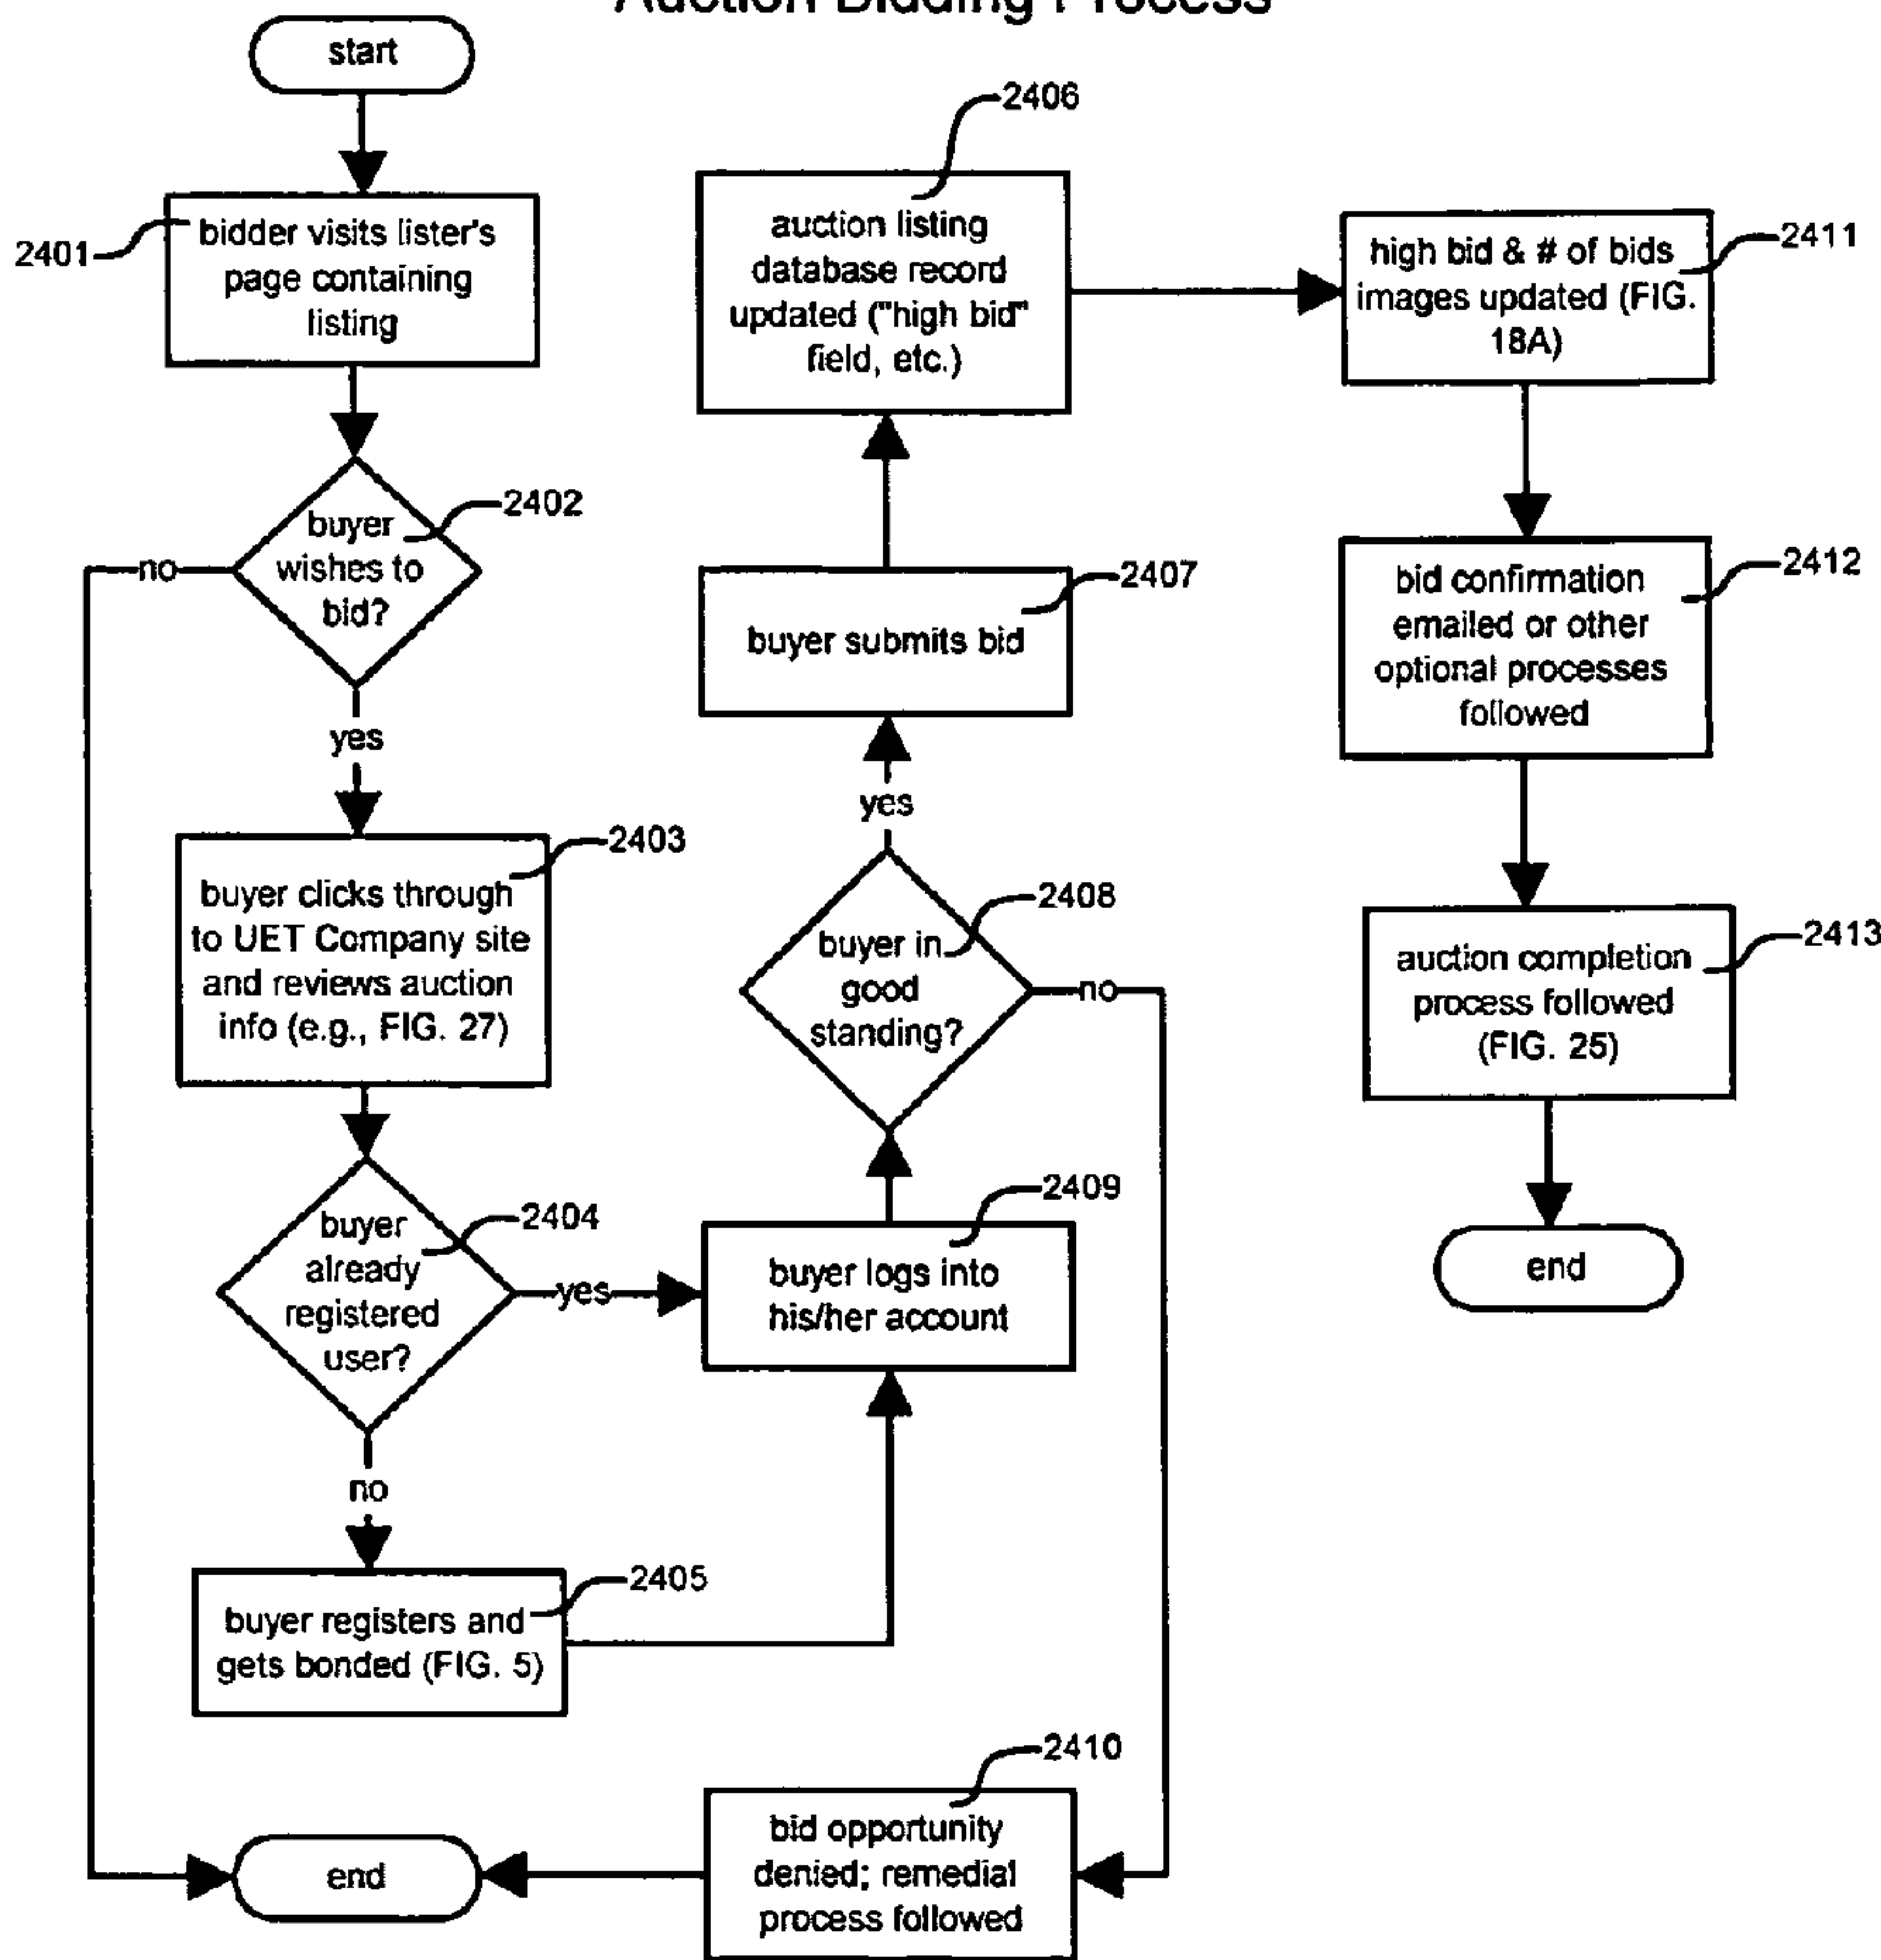 Auction Bidding Process
start
2401
bidder visits lister's
page containing
listing
2402
buyer
wishes to
bid?
no
yes
2403
buyer clicks through
to UET Company site
and reviews auction
info (e.g., FIG. 27)
2404
buyer
already
registered
user?
yes
no
2405
buyer registers and
gets bonded (FIG. 5)
end
2406
auction listing
database record
updated ("high bid"
field, etc.)
2407
buyer submits bid
yes
2408
buyer in
good
standing?
no
2409
buyer logs into
his/her account
2410
bid opportunity
denied; remedial
process followed
2411
high bid & # of bids
images updated (FIG.
18A)
2412
bid confirmation
emailed or other
optional processes
followed
2413
auction completion
process followed
(FIG. 25)
end